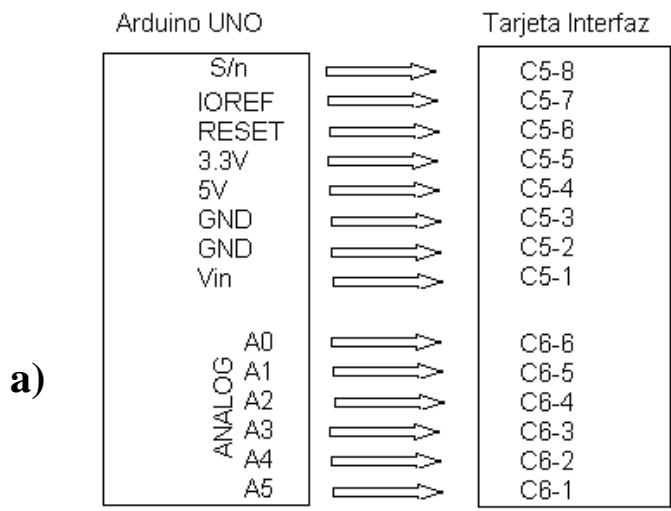 Arduino UNO Tarjeta Interfaz
S/n C5-8
IOREF C5-7
RESET C5-6
3.3V C5-5
5V C5-4
GND C5-3
GND C5-2
Vin C5-1
A0 C6-6
A1 C6-5
A2 C6-4
A3 C6-3
A4 C6-2
A5 C6-1
ANALOG
a)